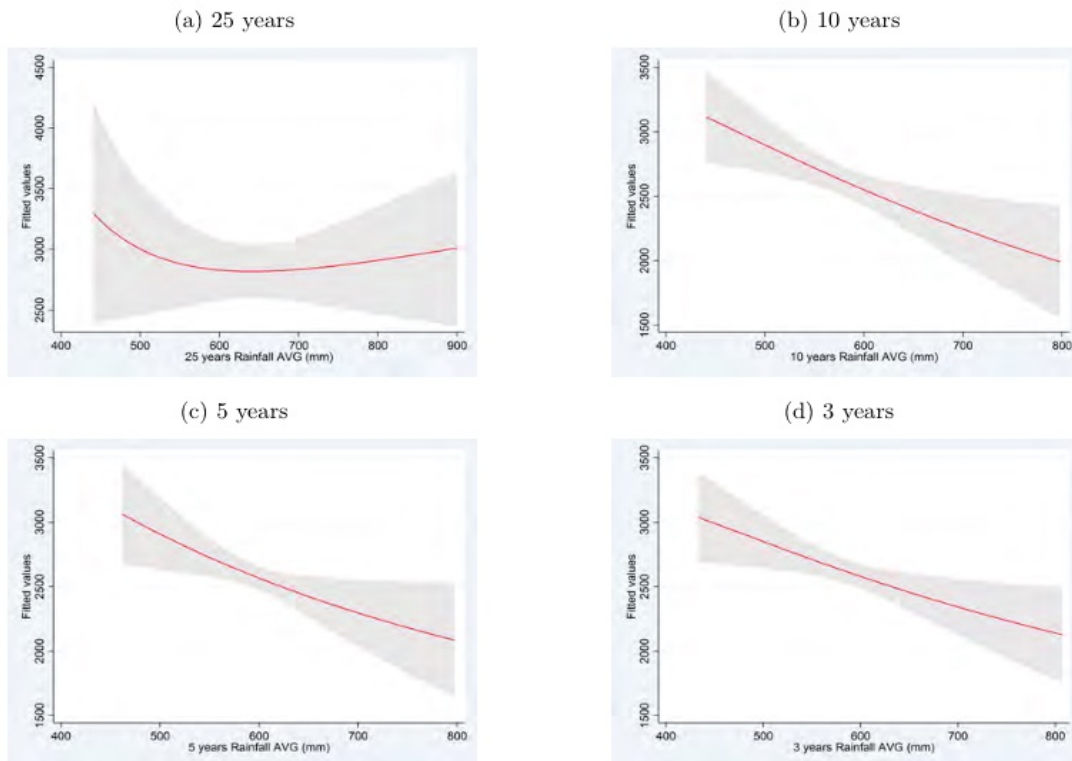 (a) 25 years
4500
4000
3500
3000
2500
Fitted values
400 500 600 700 800 900
25 years Rainfall AVG (mm)
(b) 10 years
3500
3000
2500
2000
1500
Fitted values
400 500 600 700 800
10 years Rainfall AVG (mm)
(c) 5 years
3500
3000
2500
2000
1500
Fitted values
400 500 600 700 800
5 years Rainfall AVG (mm)
(d) 3 years
3500
3000
2500
2000
1500
Fitted values
400 500 600 700 800
3 years Rainfall AVG (mm)